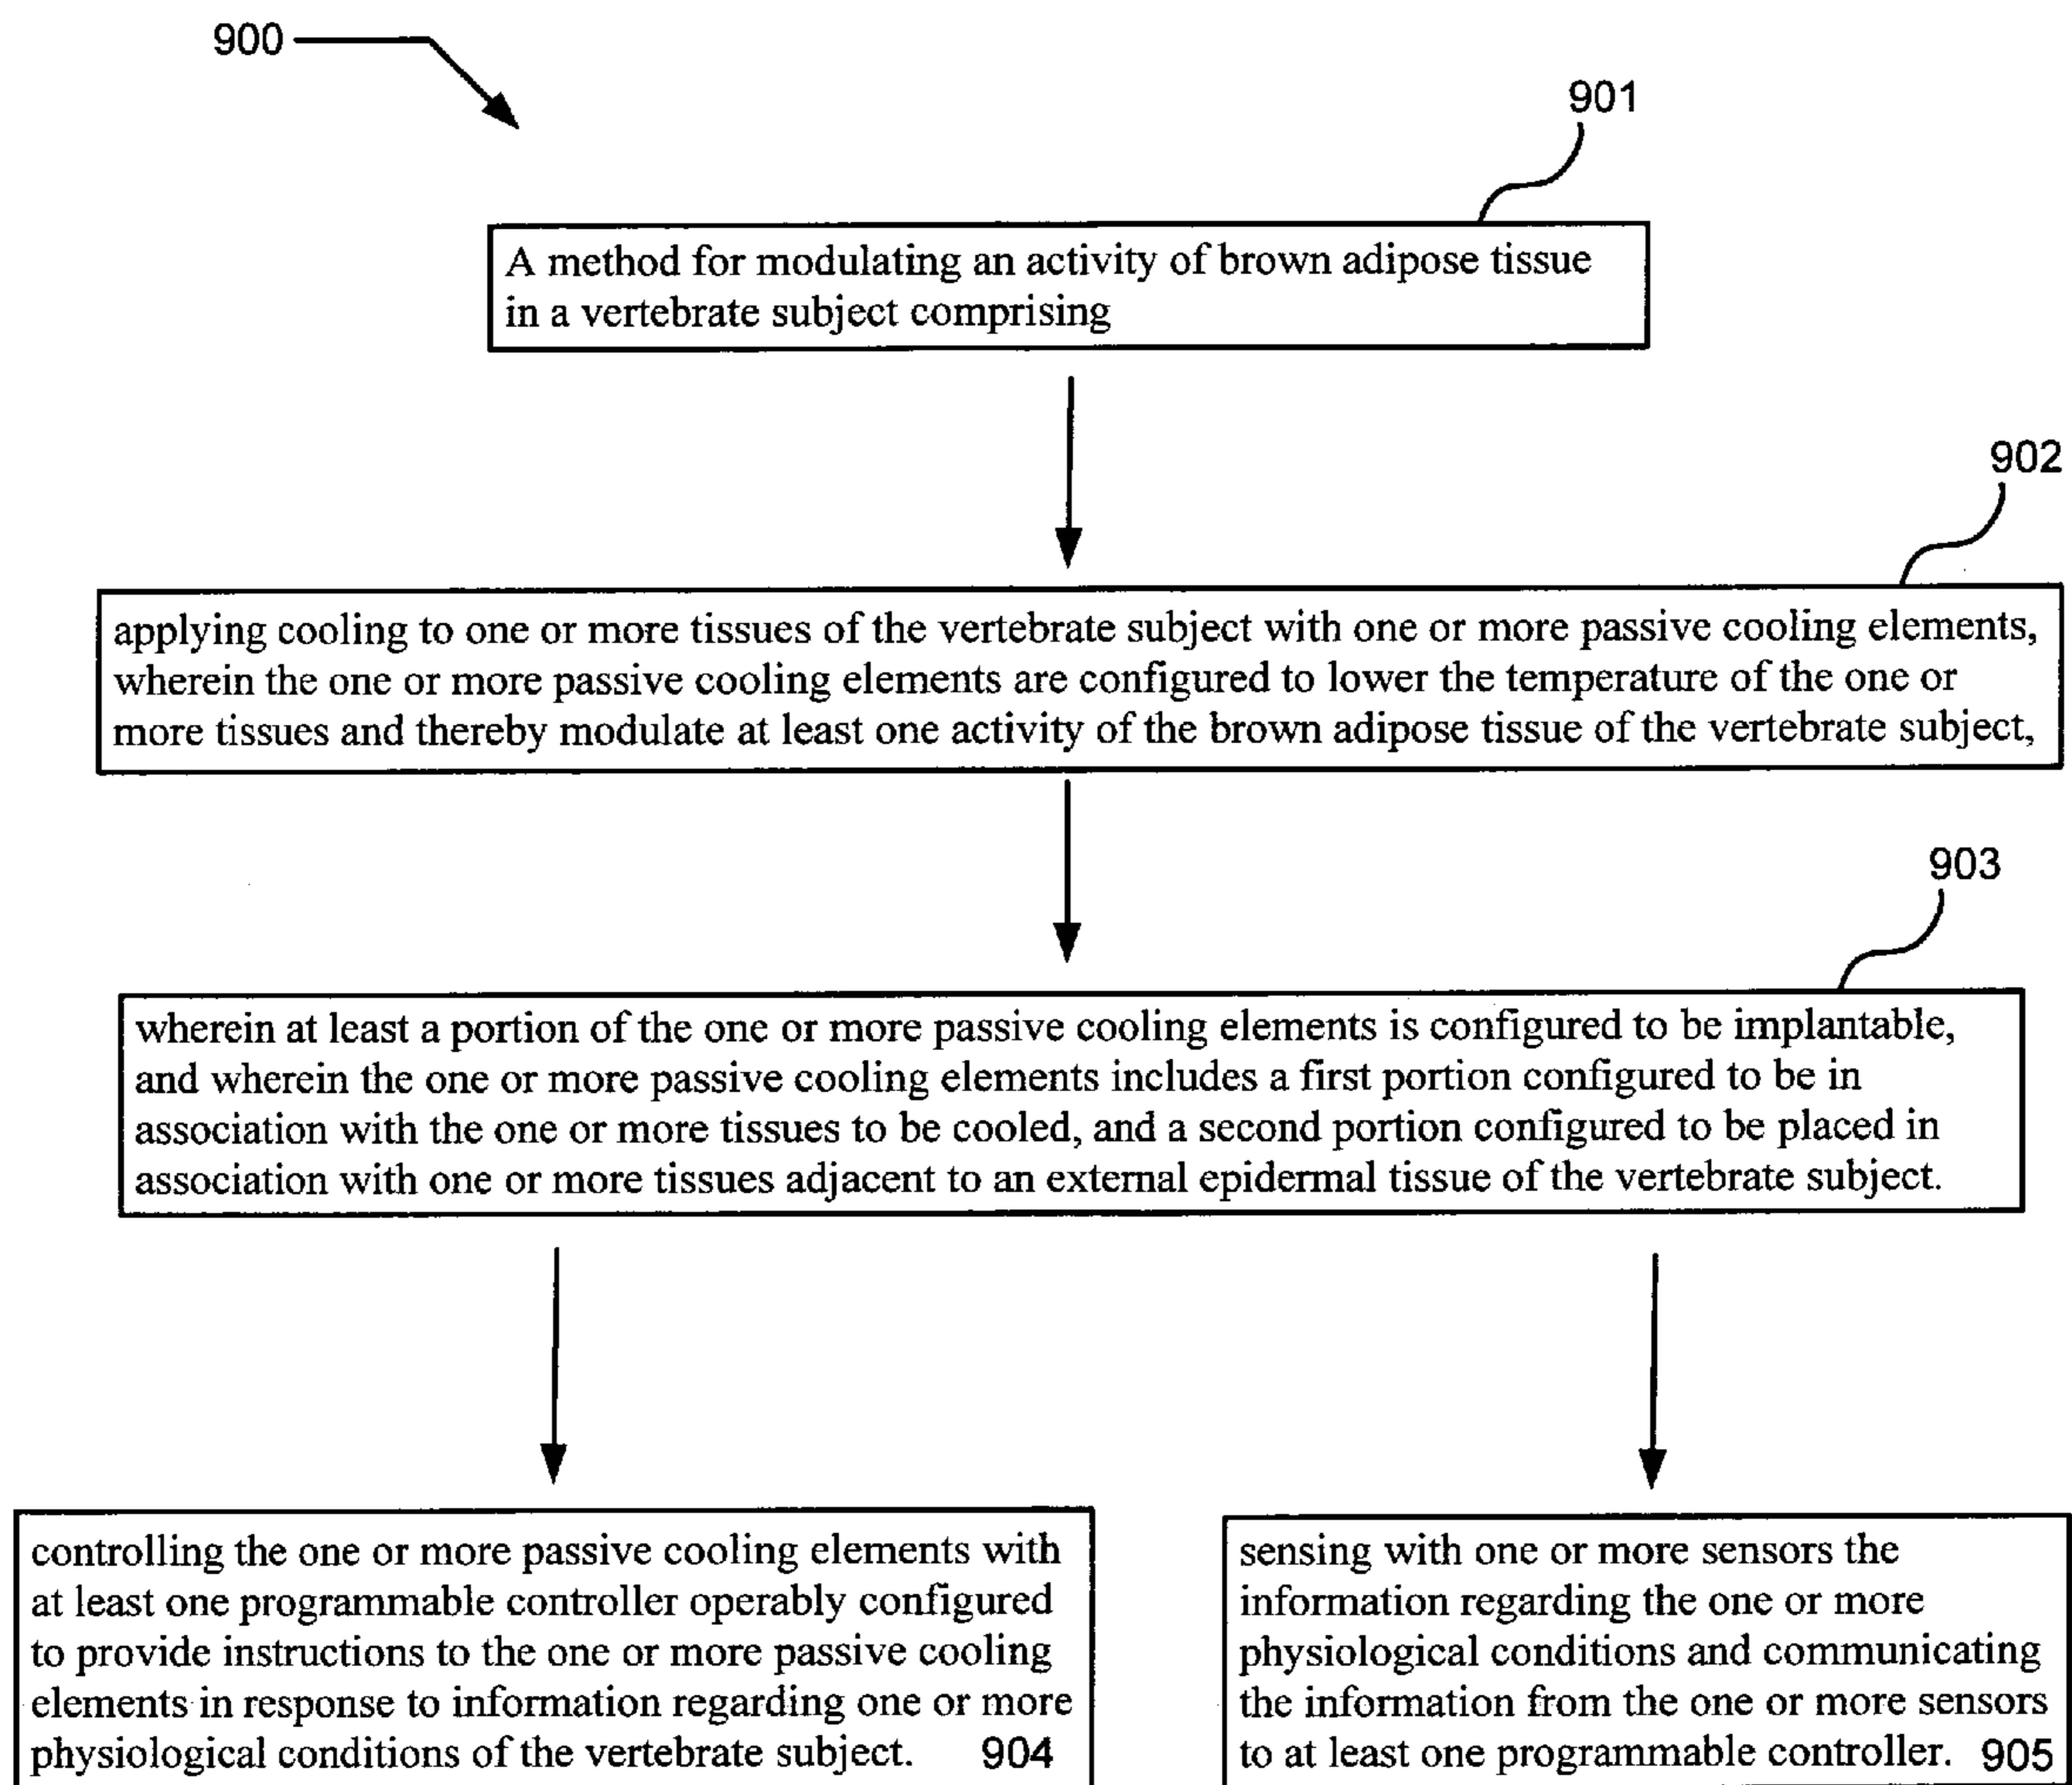 900
901
A method for modulating an activity of brown adipose tissue
in a vertebrate subject comprising
902
applying cooling to one or more tissues of the vertebrate subject with one or more passive cooling elements,
wherein the one or more passive cooling elements are configured to lower the temperature of the one or
more tissues and thereby modulate at least one activity of the brown adipose tissue of the vertebrate subject,
903
wherein at least a portion of the one or more passive cooling elements is configured to be implantable,
and wherein the one or more passive cooling elements includes a first portion configured to be in
association with the one or more tissues to be cooled, and a second portion configured to be placed in
association with one or more tissues adjacent to an external epidermal tissue of the vertebrate subject.
controlling the one or more passive cooling elements with
at least one programmable controller operably configured
to provide instructions to the one or more passive cooling
elements in response to information regarding one or more
physiological conditions of the vertebrate subject. 904
sensing with one or more sensors the
information regarding the one or more
physiological conditions and communicating
the information from the one or more sensors
to at least one programmable controller. 905